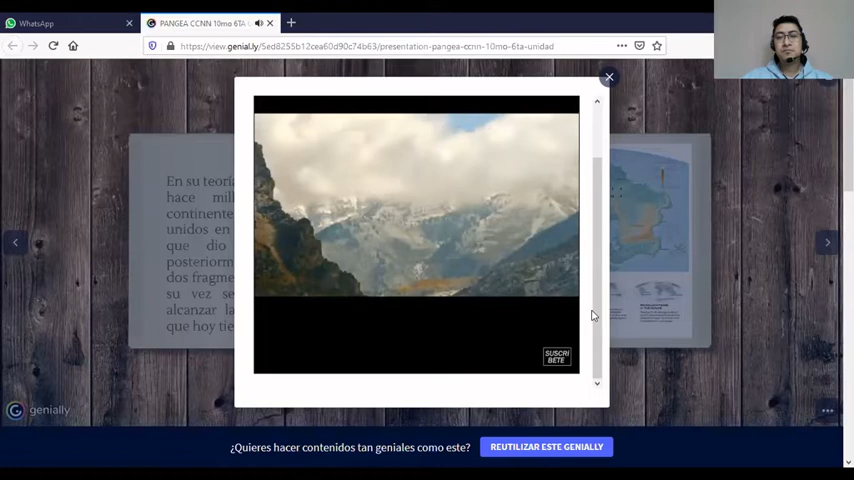 WhatsApp
PANGEA CCNN 10mo 6TA U
https://view.genial.ly/5ed8255b12cea60d90c74b63/presentation-pangea-ccnn-10mo-6ta-unidad
En su teoría
hace mill
continente
unidos en
que dio
posteriorm
dos fragme
su vez se
alcanzar la
que hoy tie
SUSCRI
BETE
genially
¿Quieres hacer contenidos tan geniales como este?
REUTILIZAR ESTE GENIALLY